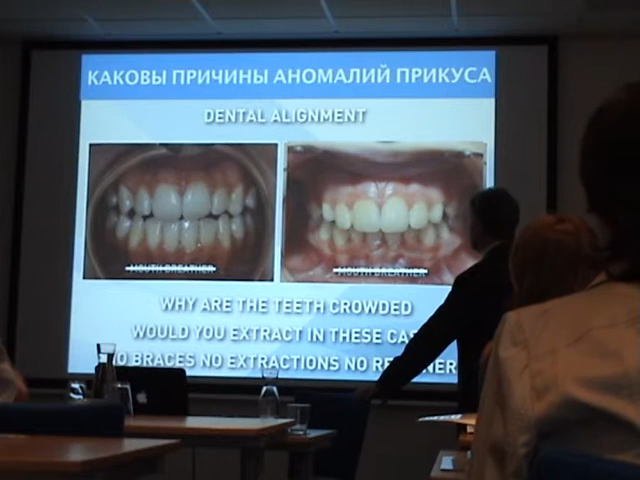 КАКОВЫ ПРИЧИНЫ АНОМАЛИЙ ПРИКУСА
DENTAL ALIGNMENT
MOUTH BREATHER MOUTH BREATHER
WHY ARE THE TEETH CROWDED
WOULD YOU EXTRACT IN THESE
BRACES NO EXTRACTIONS NO